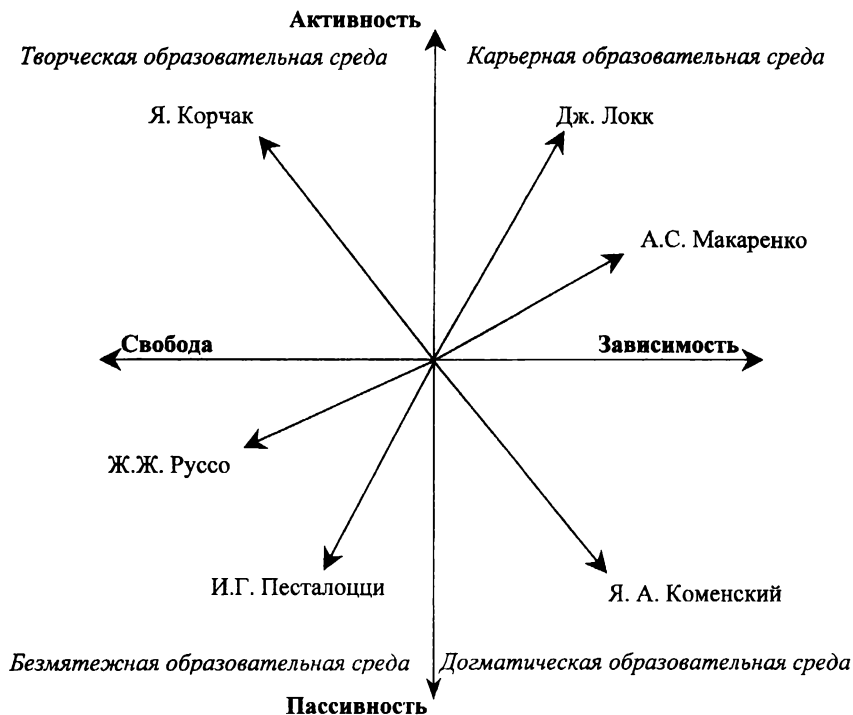 Активность
Творческая образовательная среда
Карьерная образовательная среда
Я. Корчак
Дж. Локк
А.С. Макаренко
Свобода
Зависимость
Ж.Ж. Руссо
И.Г. Песталоцци
Я. А. Коменский
Безмятежная образовательная среда
Догматическая образовательная среда
Пассивность